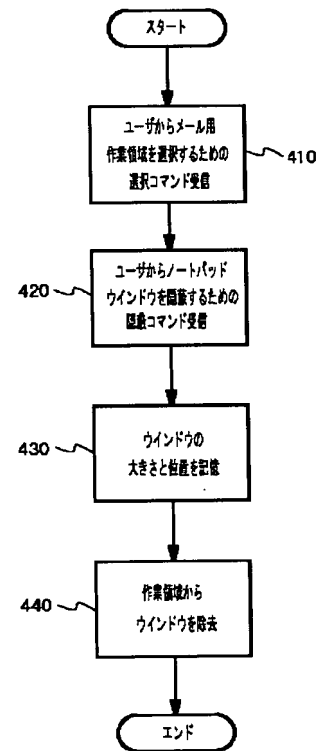 スタート
ユーザからメール用
作業領域を選択するための
選択コマンド受信
410
ユーザからノートパッド
ウインドウを隠蔽するための
隠蔽コマンド受信
420
ウインドウの
大きさと位置を記憶
430
作業領域から
ウインドウを除去
440
エンド